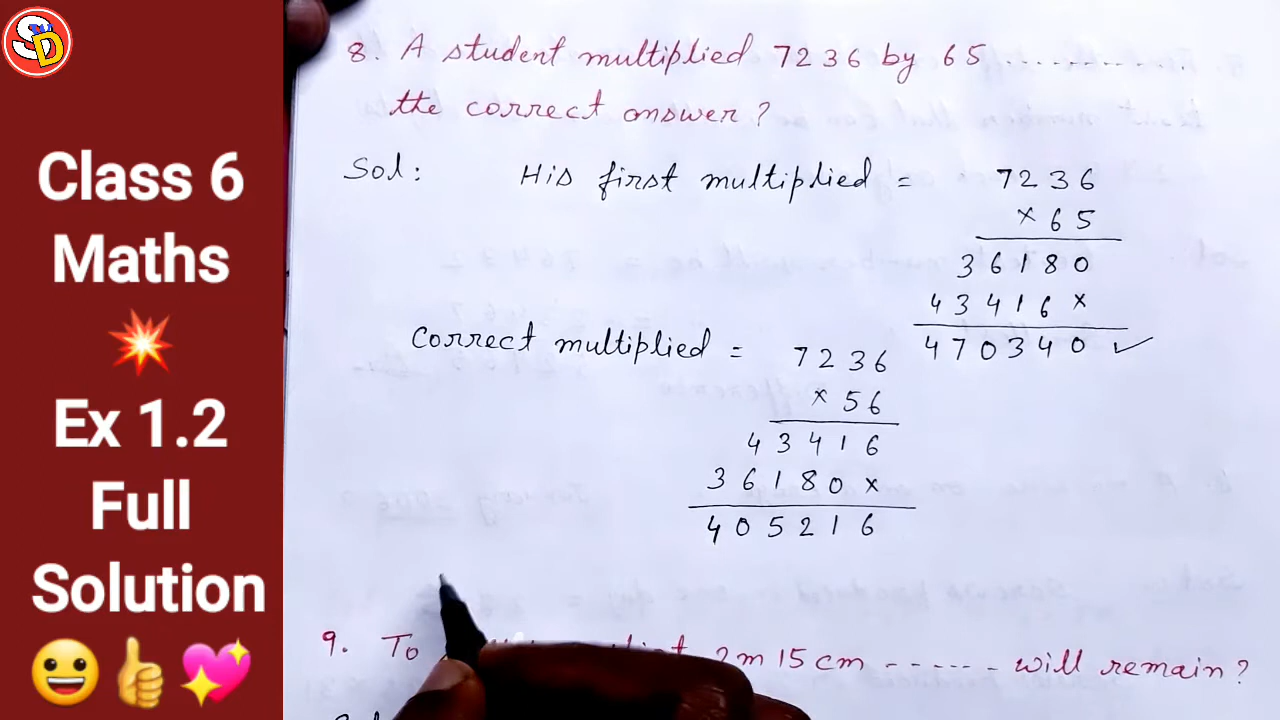 SD
Class 6
Maths
Ex 1.2
Full
Solution
8. A student multiplied 7236 by 65 ............
the correct answer?
Sol: His first multiplied = 7236
×65
36180
43416×
470340 ✓
Correct multiplied = 7236
×56
43416
36180×
405216
9. To 2m 15cm ------ will remain?